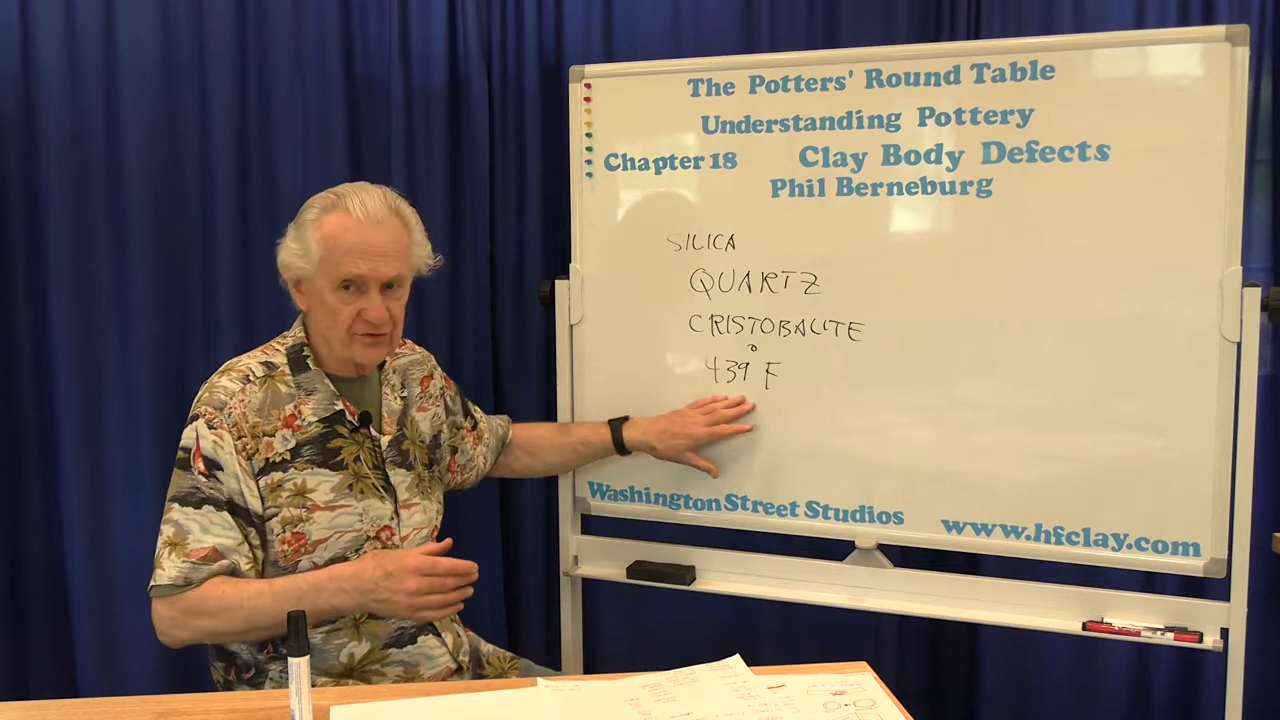 The Potters' Round Table
Understanding Pottery
Chapter 18 Clay Body Defects
Phil Berneburg
SILICA
QUARTZ
CRISTOBALITE
439° F
Washington Street Studios
www.hfclay.com